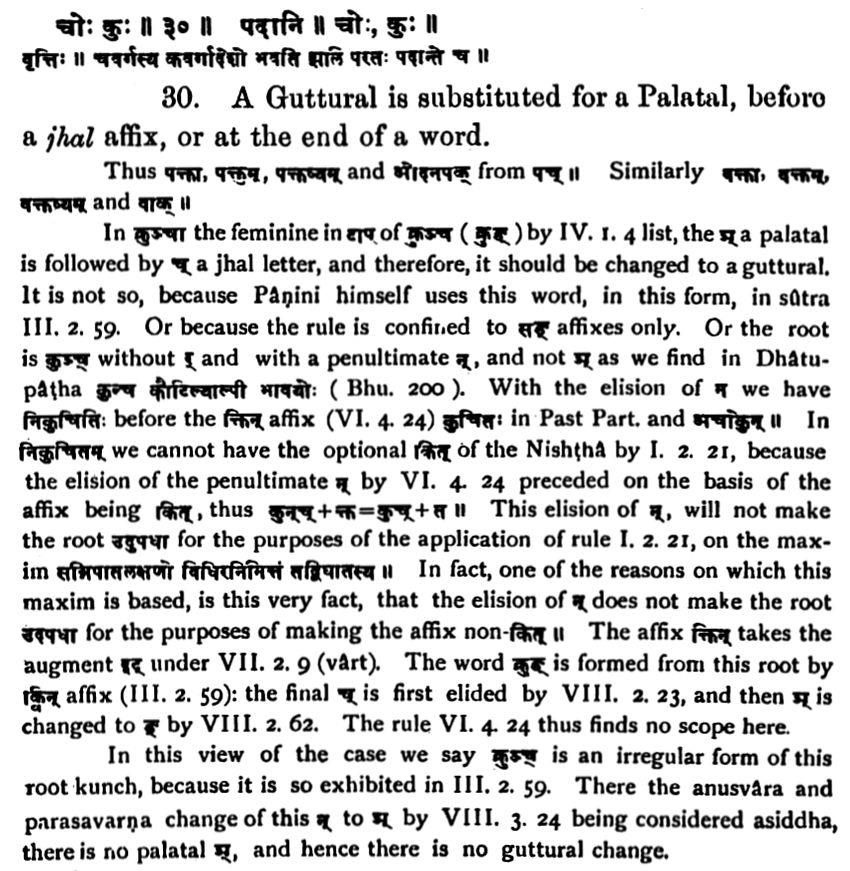 चोः कुः ॥ ३० ॥ पदानि ॥ चोः, कुः ॥
वृत्तिः ॥ चवर्गस्य कवर्गादेशो भवति झलि परतः पदान्ते च ॥
30. A Guttural is substituted for a Palatal, before
a jhal affix, or at the end of a word.
Thus पक्ता, पक्तुम्, पक्तव्यम् and ओदनपक् from पच् ॥ Similarly वक्ता, वक्तम्,
वक्तव्यम् and वाक् ॥
In क्रुञ्चा the feminine in टाप् of क्रुञ्च ( क्रुङ् ) by IV. 1. 4 list, the ञ् a palatal
is followed by च् a jhal letter, and therefore, it should be changed to a guttural.
It is not so, because Pâṇini himself uses this word, in this form, in sûtra
III. 2. 59. Or because the rule is confined to सङ् affixes only. Or the root
is कुञ्च् without र् and with a penultimate न्, and not ञ् as we find in Dhâtu-
pâṭha कुन्च कौटिल्याल्पी भावयोः ( Bhu. 200 ). With the elision of न we have
निकुचितिः before the क्तिन् affix (VI. 4. 24) कुचितः in Past Part. and ॥ In
निकुचितम् we cannot have the optional कित् of the Nishṭhâ by I. 2. 21, because
the elision of the penultimate न् by VI. 4. 24 preceded on the basis of the
affix being कित्, thus कुन्च्+क्त=कुच्+त ॥ This elision of न्, will not make
the root उदुपधा for the purposes of the application of rule I. 2. 21, on the max-
im सन्निपातलक्षणो विधिरनिमित्तं तद्विघातस्य ॥ In fact, one of the reasons on which this
maxim is based, is this very fact, that the elision of न् does not make the root
उदपधा for the purposes of making the affix non-कित् ॥ The affix क्तिन् takes the
augment इट् under VII. 2. 9 (vârt). The word क्रुङ् is formed from this root by
क्विन् affix (III. 2. 59): the final च् is first elided by VIII. 2. 23, and then ञ् is
changed to ङ् by VIII. 2. 62. The rule VI. 4. 24 thus finds no scope here.
In this view of the case we say क्रुञ्च् is an irregular form of this
root kunch, because it is so exhibited in III. 2. 59. There the anusvâra and
parasavarṇa change of this न् to ञ् by VIII. 3. 24 being considered asiddha,
there is no palatal ञ्, and hence there is no guttural change.